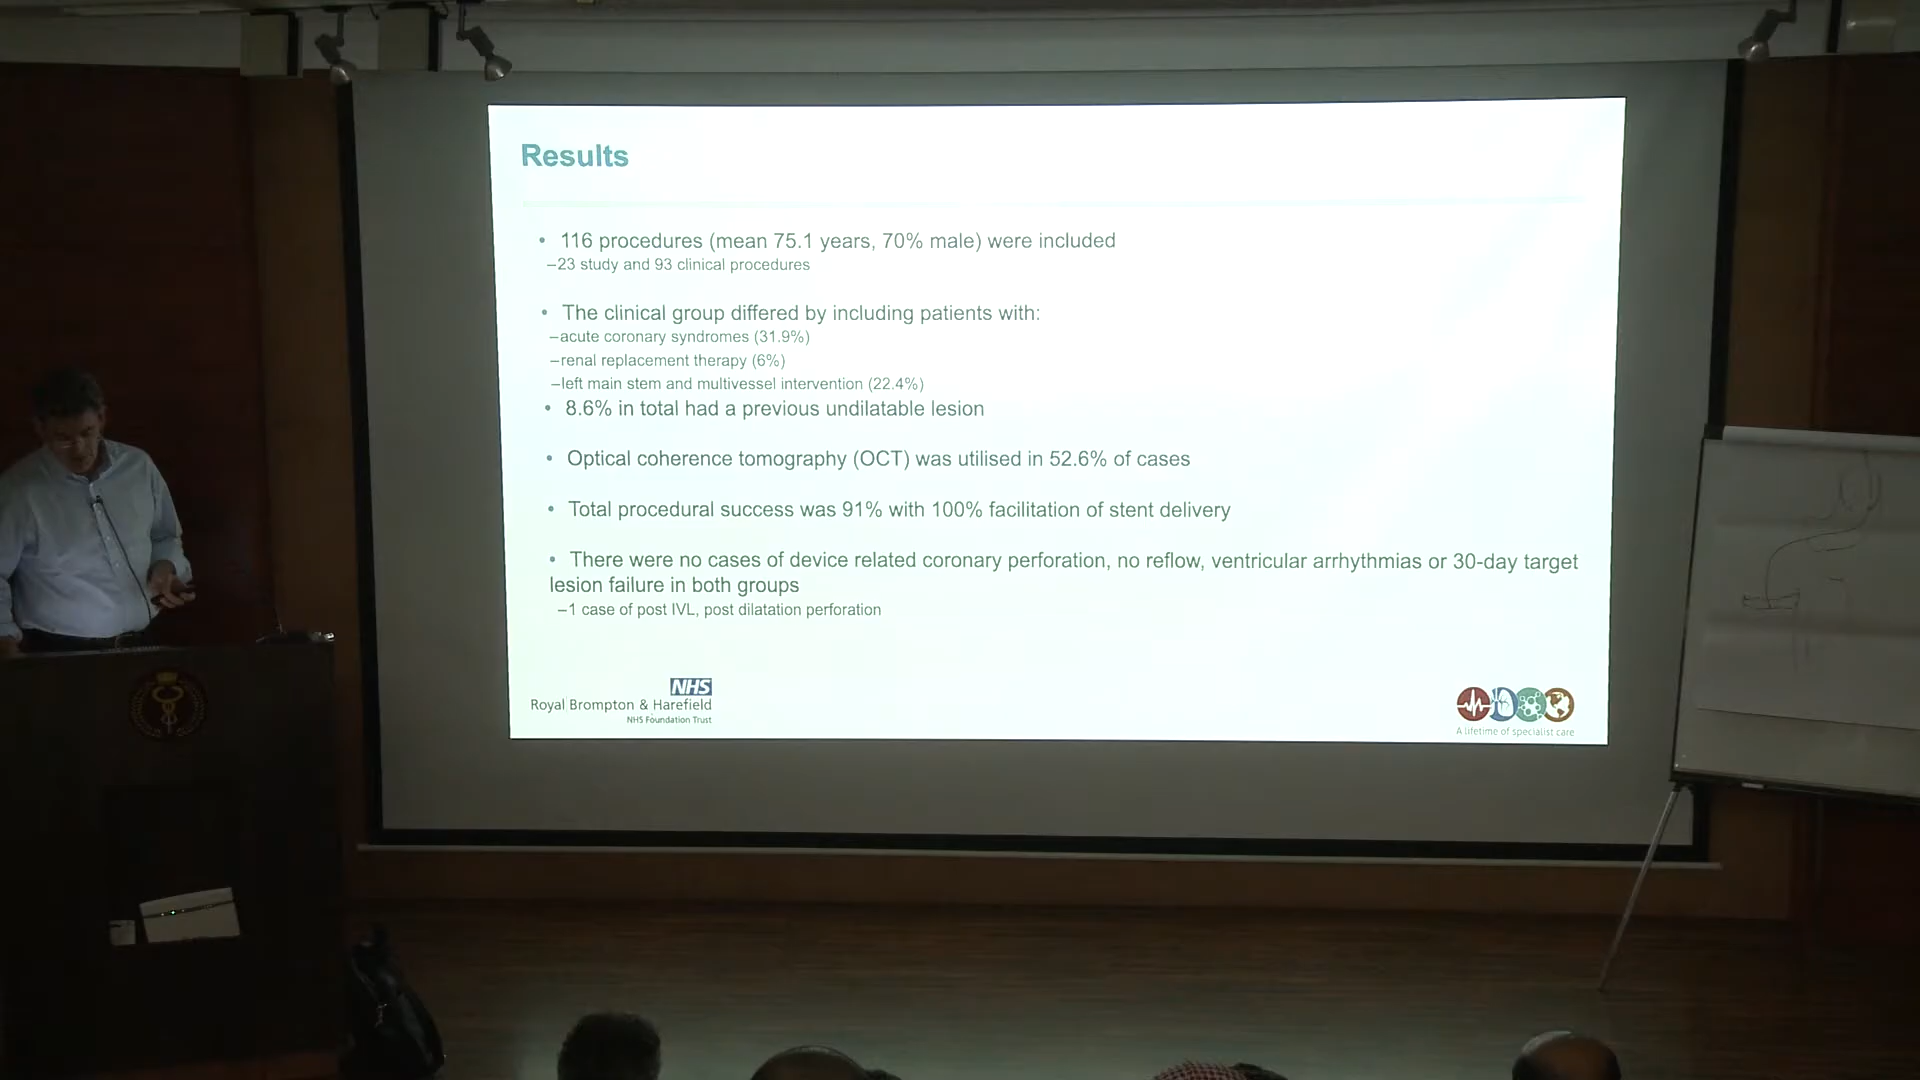 Results
• 116 procedures (mean 75.1 years, 70% male) were included
–23 study and 93 clinical procedures
• The clinical group differed by including patients with:
–acute coronary syndromes (31.9%)
–renal replacement therapy (6%)
–left main stem and multivessel intervention (22.4%)
• 8.6% in total had a previous undilatable lesion
• Optical coherence tomography (OCT) was utilised in 52.6% of cases
• Total procedural success was 91% with 100% facilitation of stent delivery
• There were no cases of device related coronary perforation, no reflow, ventricular arrhythmias or 30-day target
lesion failure in both groups
–1 case of post IVL, post dilatation perforation
NHS
Royal Brompton & Harefield
NHS Foundation Trust
A lifetime of specialist care